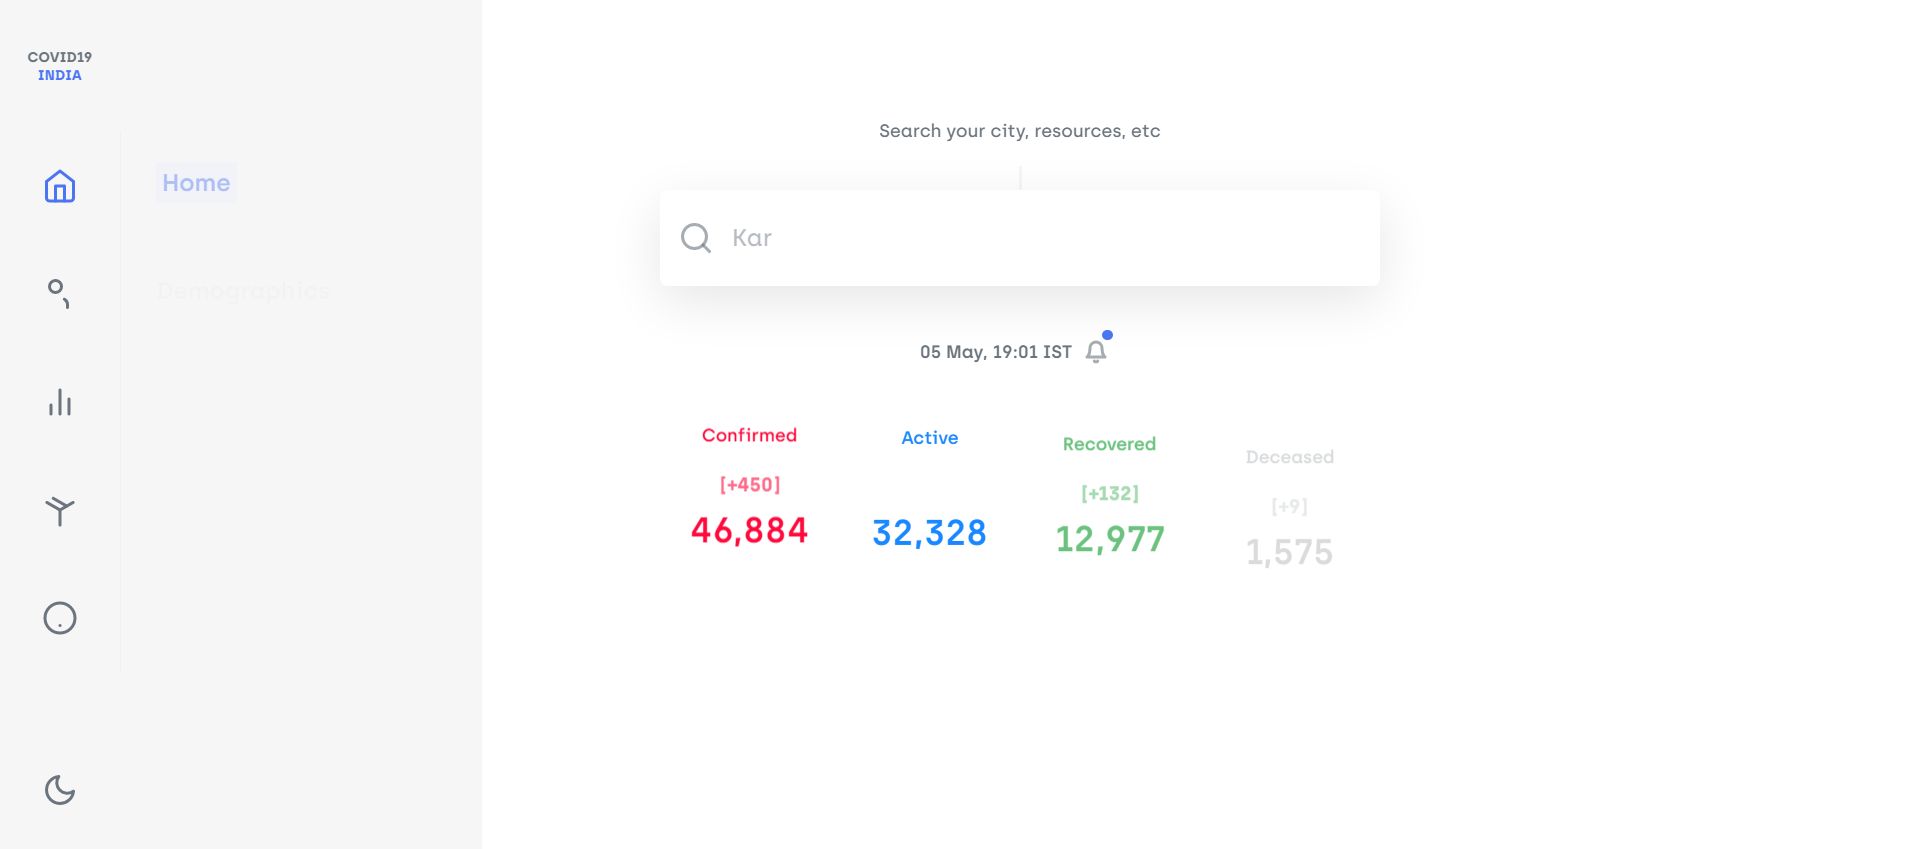 COVID19
INDIA
Home
Demographics
Search your city, resources, etc
Kar
05 May, 19:01 IST
Confirmed
[+450]
46,884
Active
32,328
Recovered
[+132]
12,977
Deceased
[+9]
1,575